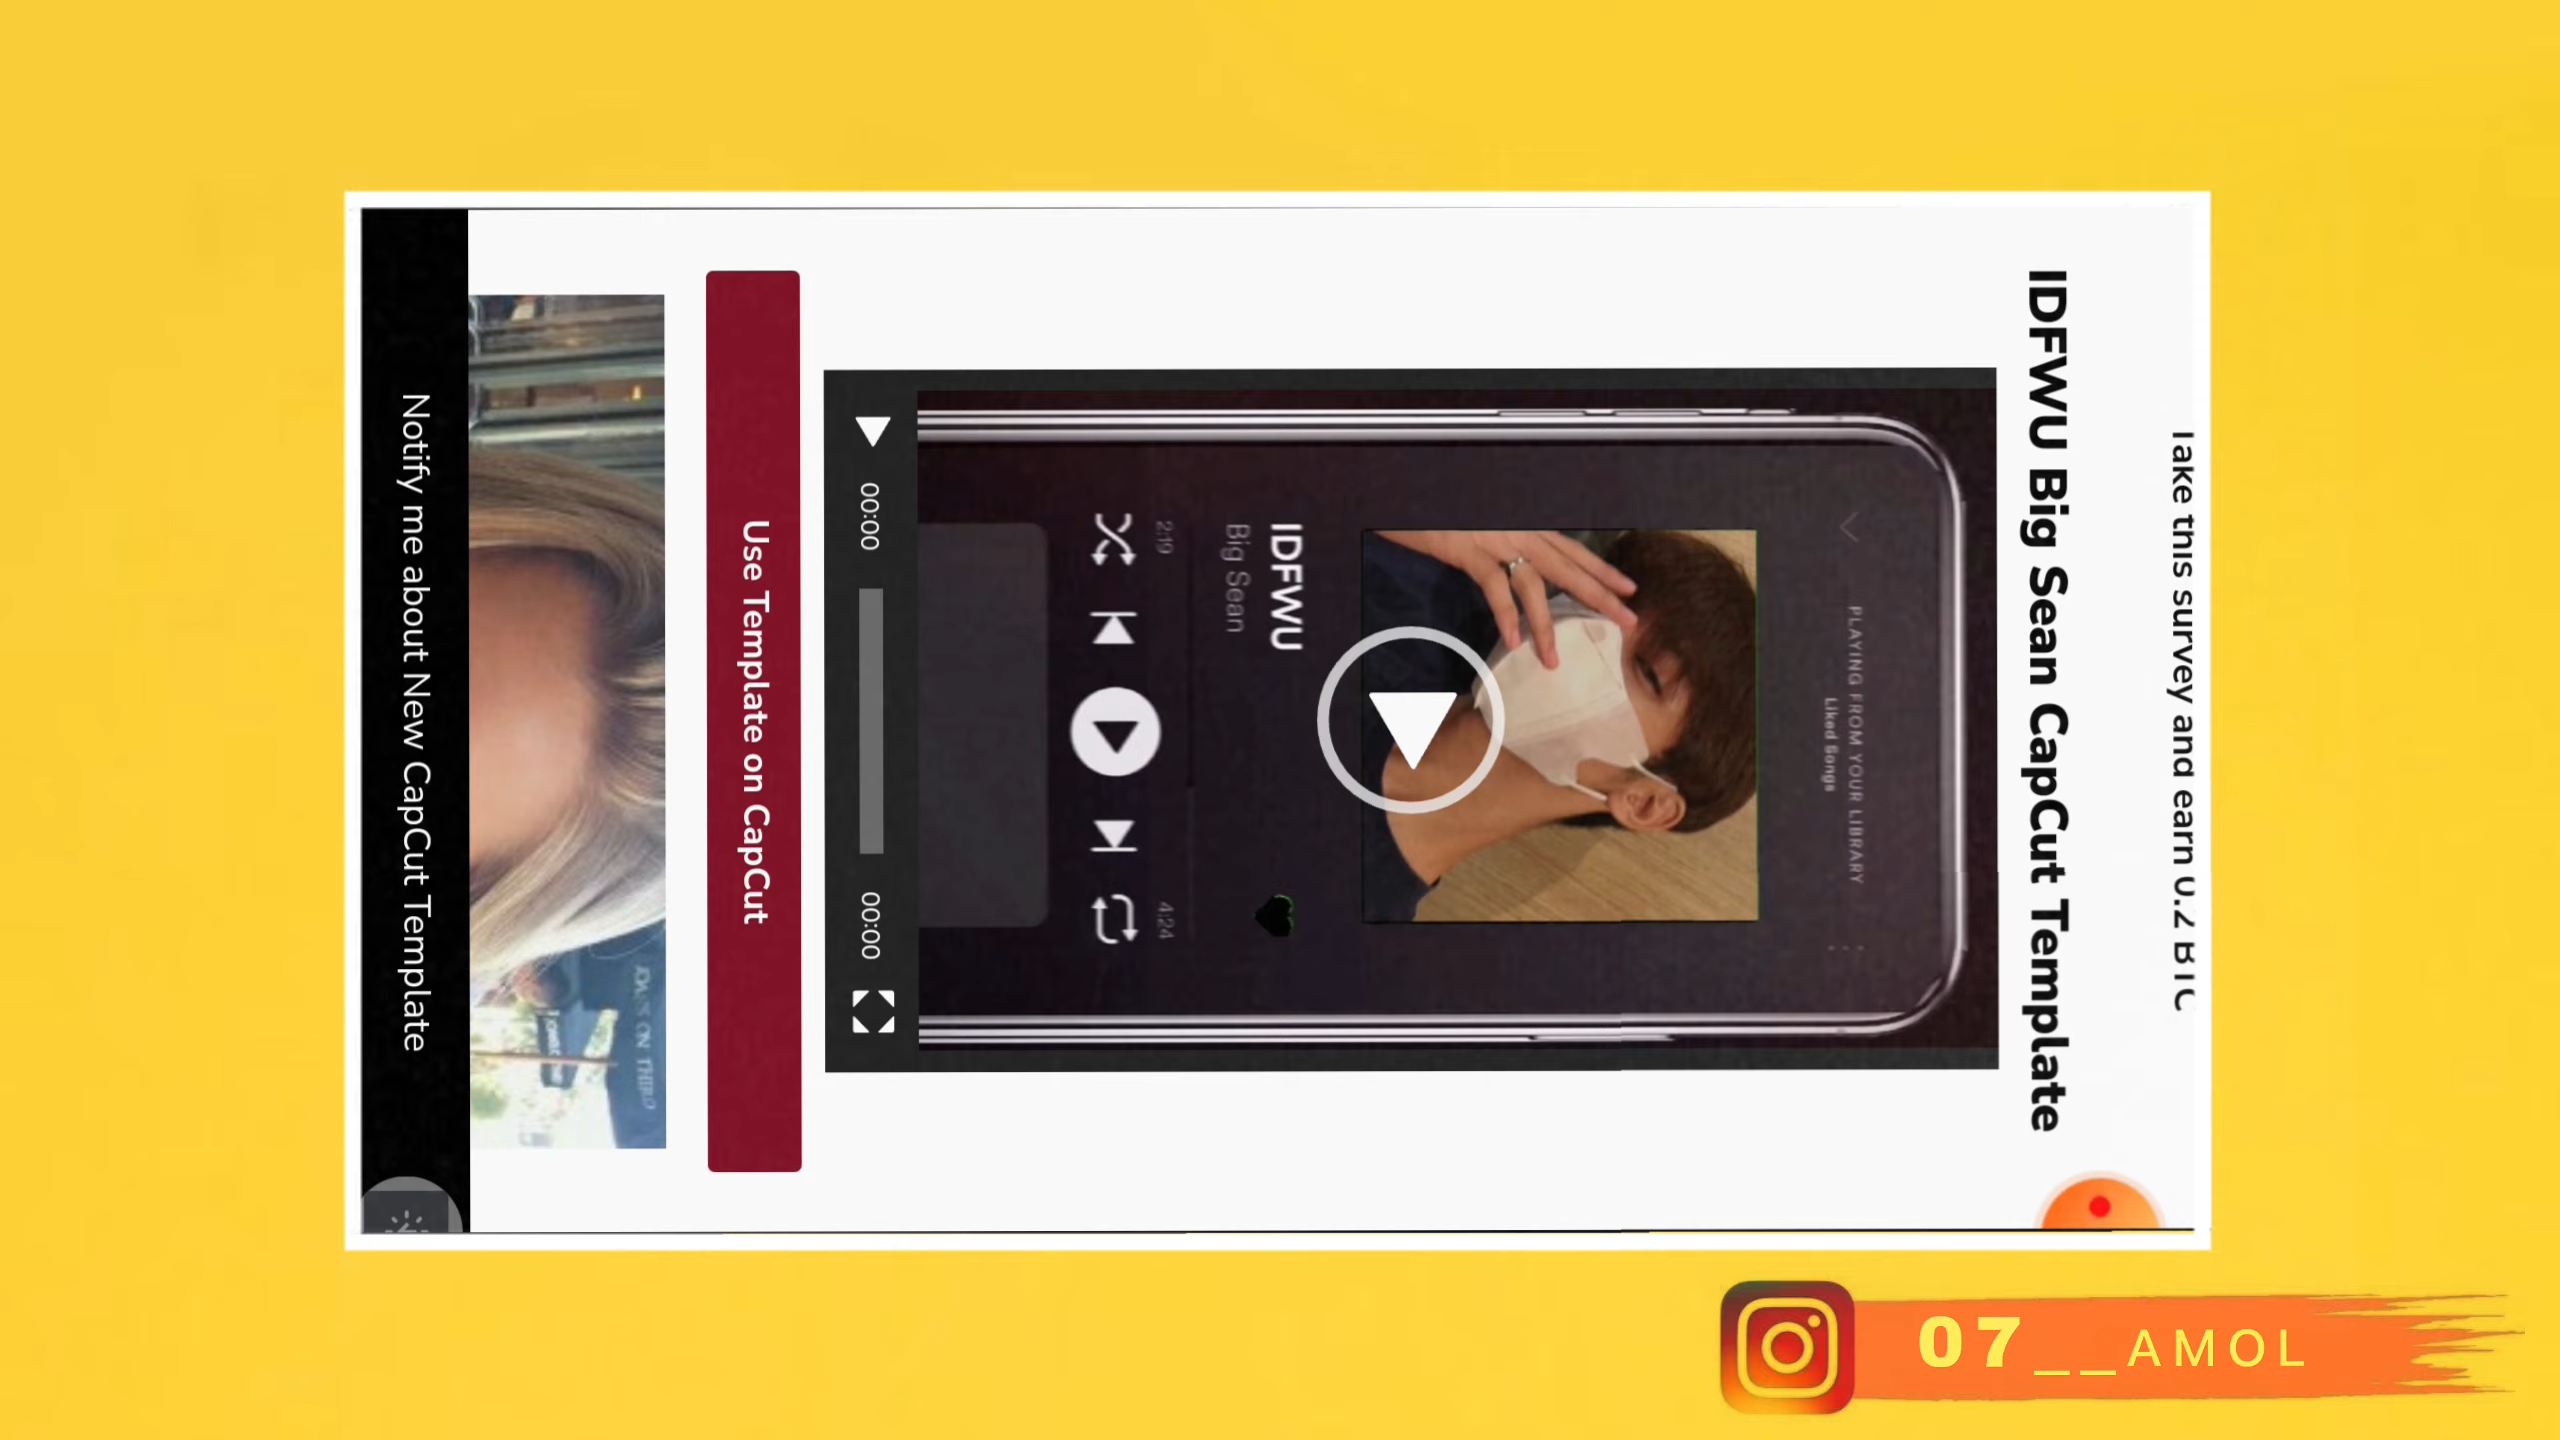 Take this survey and earn 0.2 BTC
IDFWU Big Sean CapCut Template
PLAYING FROM YOUR LIBRARY
Liked Songs
IDFWU
Big Sean
2:19
4:24
00:00
00:00
Use Template on CapCut
ON THIRD
Notify me about New CapCut Template
07__AMOL